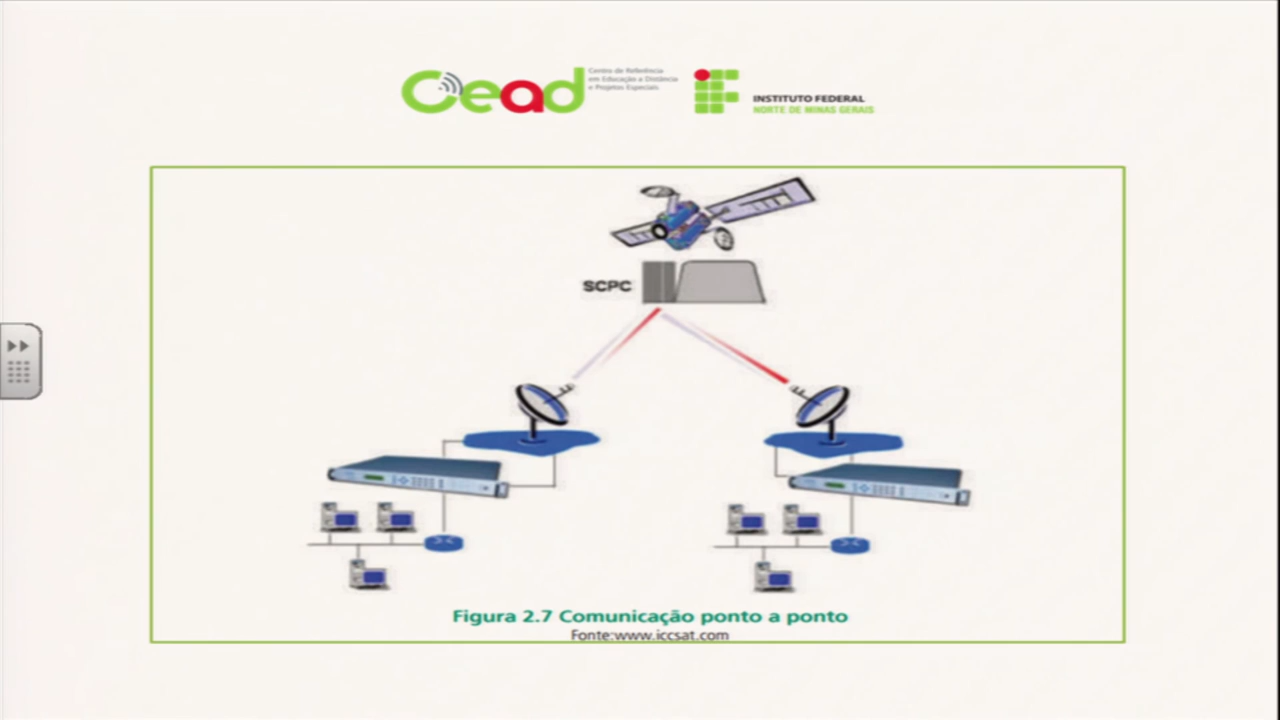 Cead
Centro de Referência
em Educação a Distância
e Projetos Especiais
INSTITUTO FEDERAL
NORTE DE MINAS GERAIS
SCPC
Figura 2.7 Comunicação ponto a ponto
Fonte:www.iccsat.com